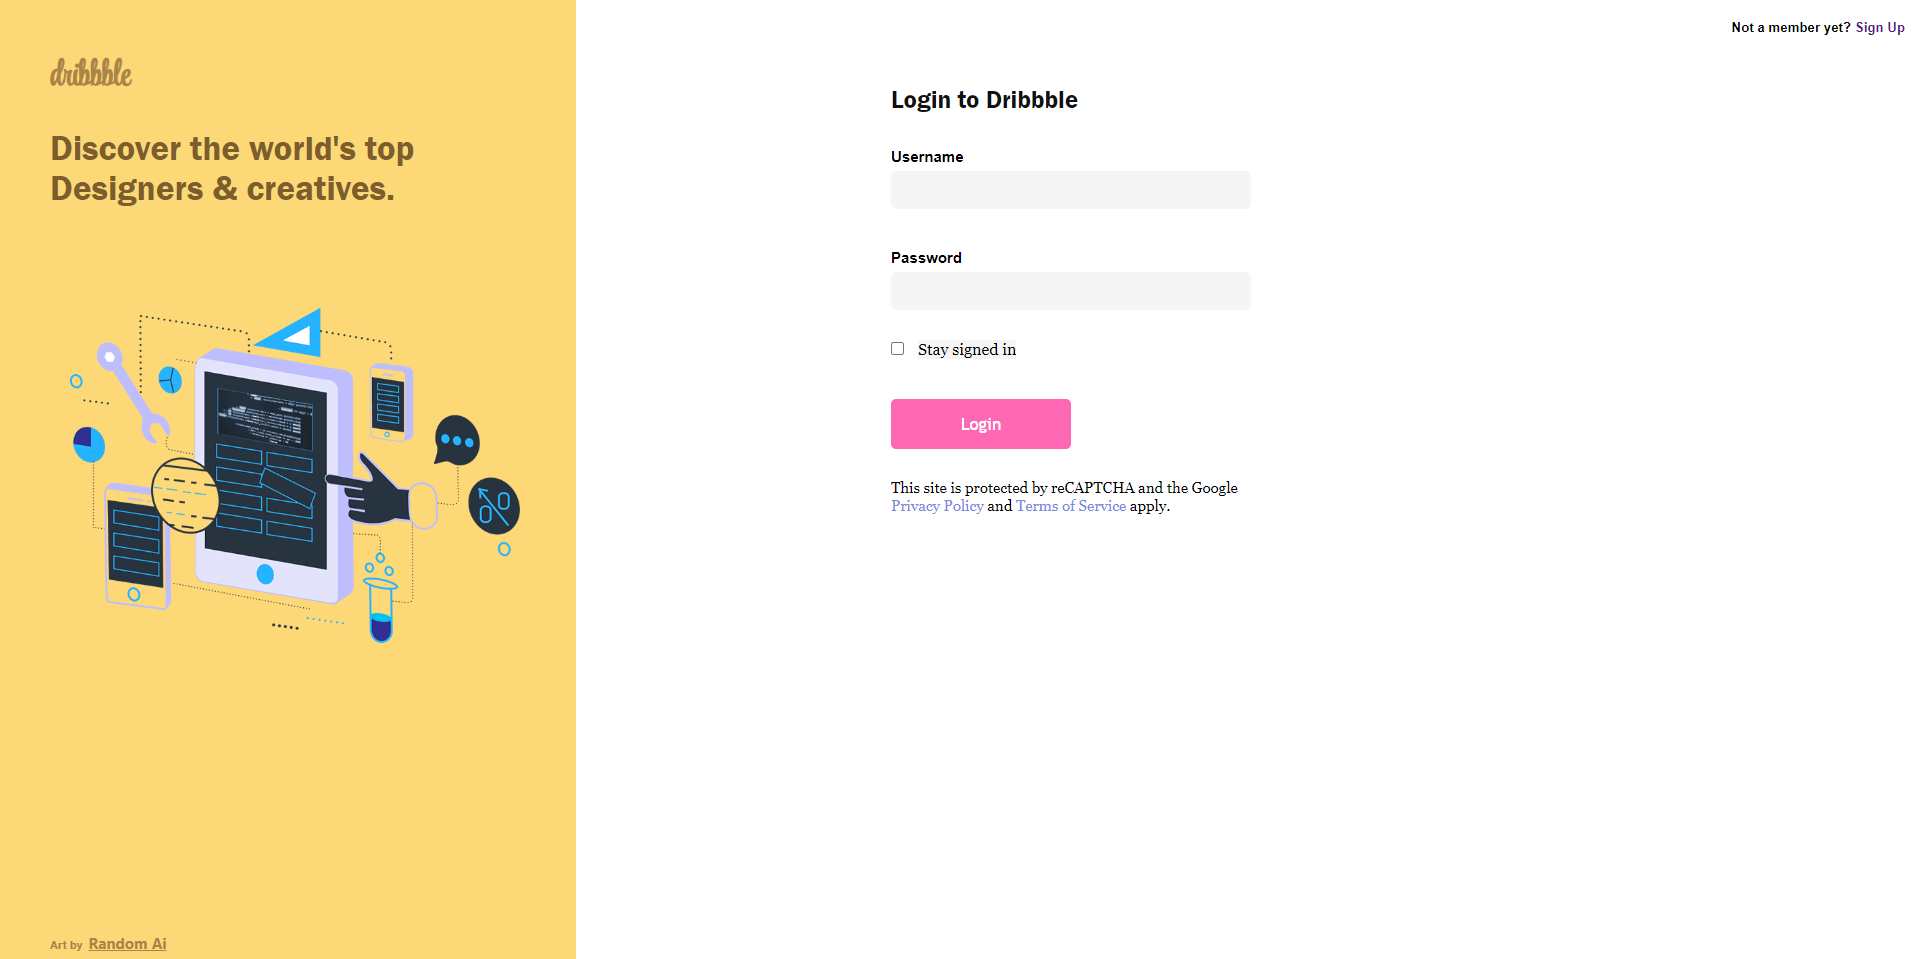 dribbble
Discover the world's top
Designers & creatives.
Art by Random Ai
Not a member yet? Sign Up
Login to Dribbble
Username
Password
Stay signed in
Login
This site is protected by reCAPTCHA and the Google
Privacy Policy and Terms of Service apply.